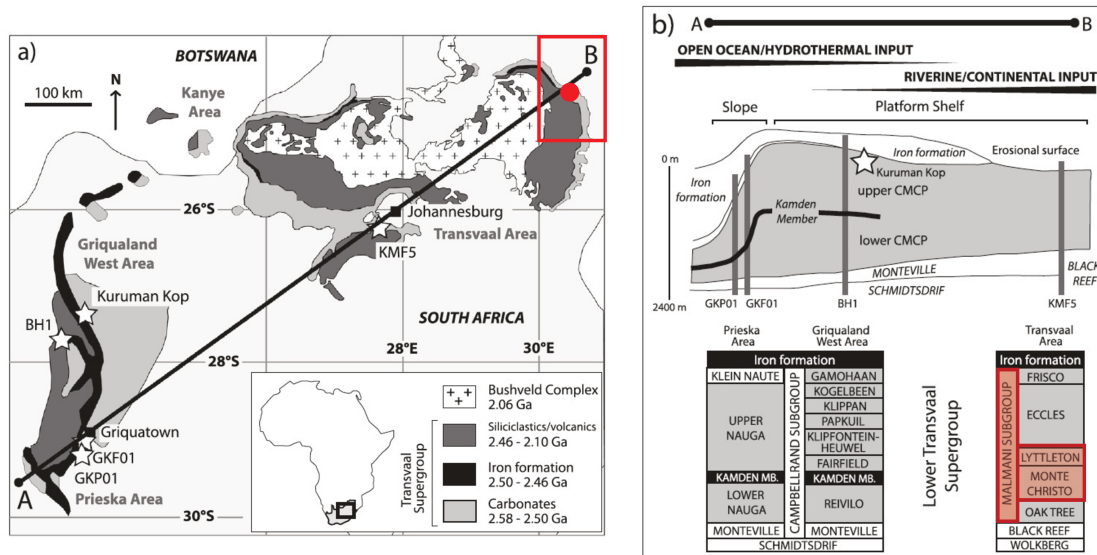 a)
BOTSWANA
B
N
100 km
Kanye
Area
26°S
Johannesburg
Transvaal Area
KMF5
Griqualand
West Area
Kuruman Kop
BH1
SOUTH AFRICA
28°S
28°E
30°E
Griquatown
GKF01
GKP01
A
Prieska Area
30°S
Bushveld Complex
2.06 Ga
Siliciclastics/volcanics
2.46 - 2.10 Ga
Iron formation
2.50 - 2.46 Ga
Carbonates
2.58 - 2.50 Ga
Transvaal
Supergroup
b)
A
B
OPEN OCEAN/HYDROTHERMAL INPUT
RIVERINE/CONTINENTAL INPUT
Slope
Platform Shelf
0 m
Iron formation
Erosional surface
Kuruman Kop
Iron
formation
upper CMCP
Kamden
Member
lower CMCP
MONTEVILLE
BLACK
REEF
SCHMIDTSDRIF
2400 m
GKP01
GKF01
BH1
KMF5
Prieska
Area
Griqualand
West Area
Transvaal
Area
Iron formation
Iron formation
KLEIN NAUTE
GAMOHAAN
KOGELBEEN
KLIPPAN
PAPKUIL
KLIPFONTEIN-
HEUWEL
FAIRFIELD
UPPER
NAUGA
KAMDEN MB.
KAMDEN MB.
LOWER
NAUGA
REIVILO
MONTEVILLE
MONTEVILLE
SCHMIDTSDRIF
CAMPBELLRAND SUBGROUP
Lower Transvaal
Supergroup
MALMANI SUBGROUP
FRISCO
ECCLES
LYTTLETON
MONTE
CHRISTO
OAK TREE
BLACK REEF
WOLKBERG